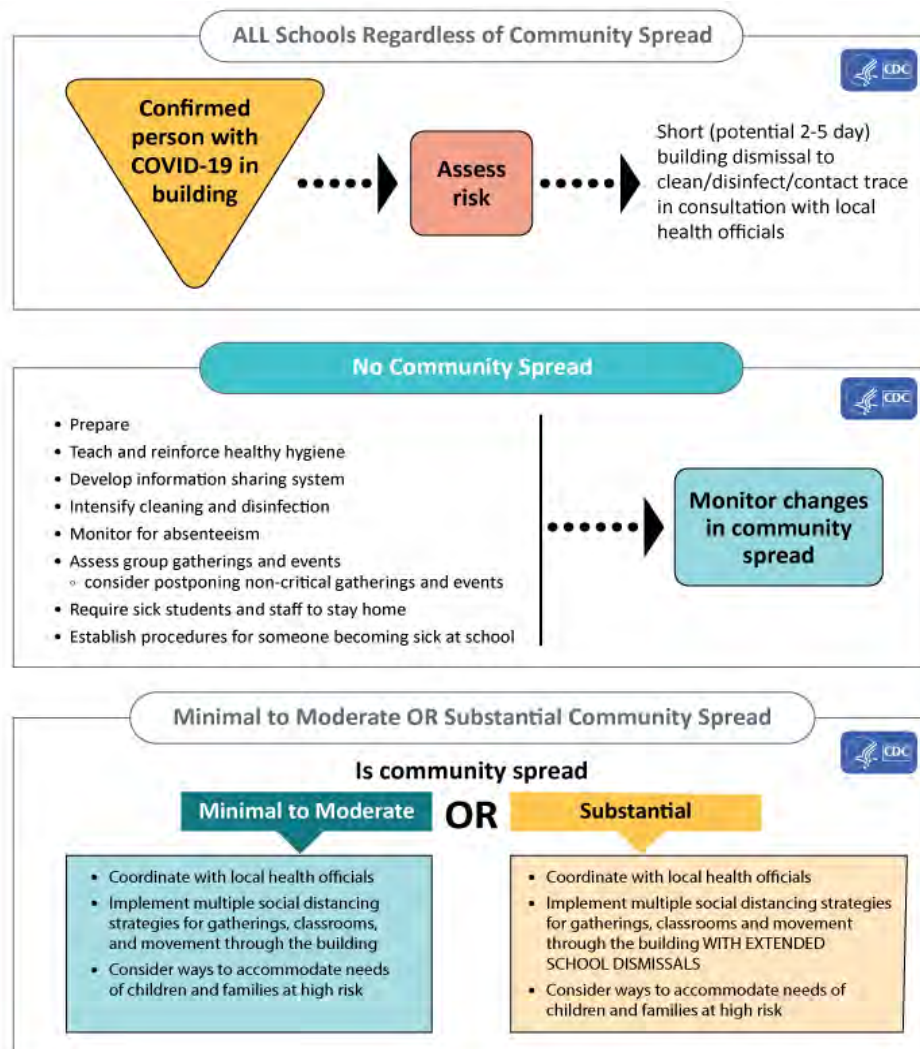 ALL Schools Regardless of Community Spread
CDC
Confirmed
person with
COVID-19 in
building
Assess
risk
Short (potential 2-5 day)
building dismissal to
clean/disinfect/contact trace
in consultation with local
health officials
No Community Spread
CDC
• Prepare
• Teach and reinforce healthy hygiene
• Develop information sharing system
• Intensify cleaning and disinfection
• Monitor for absenteeism
• Assess group gatherings and events
◦ consider postponing non-critical gatherings and events
• Require sick students and staff to stay home
• Establish procedures for someone becoming sick at school
Monitor changes
in community
spread
Minimal to Moderate OR Substantial Community Spread
CDC
Is community spread
Minimal to Moderate OR Substantial
• Coordinate with local health officials
• Implement multiple social distancing
strategies for gatherings, classrooms,
and movement through the building
• Consider ways to accommodate needs
of children and families at high risk
• Coordinate with local health officials
• Implement multiple social distancing strategies
for gatherings, classrooms and movement
through the building WITH EXTENDED
SCHOOL DISMISSALS
• Consider ways to accommodate needs of
children and families at high risk